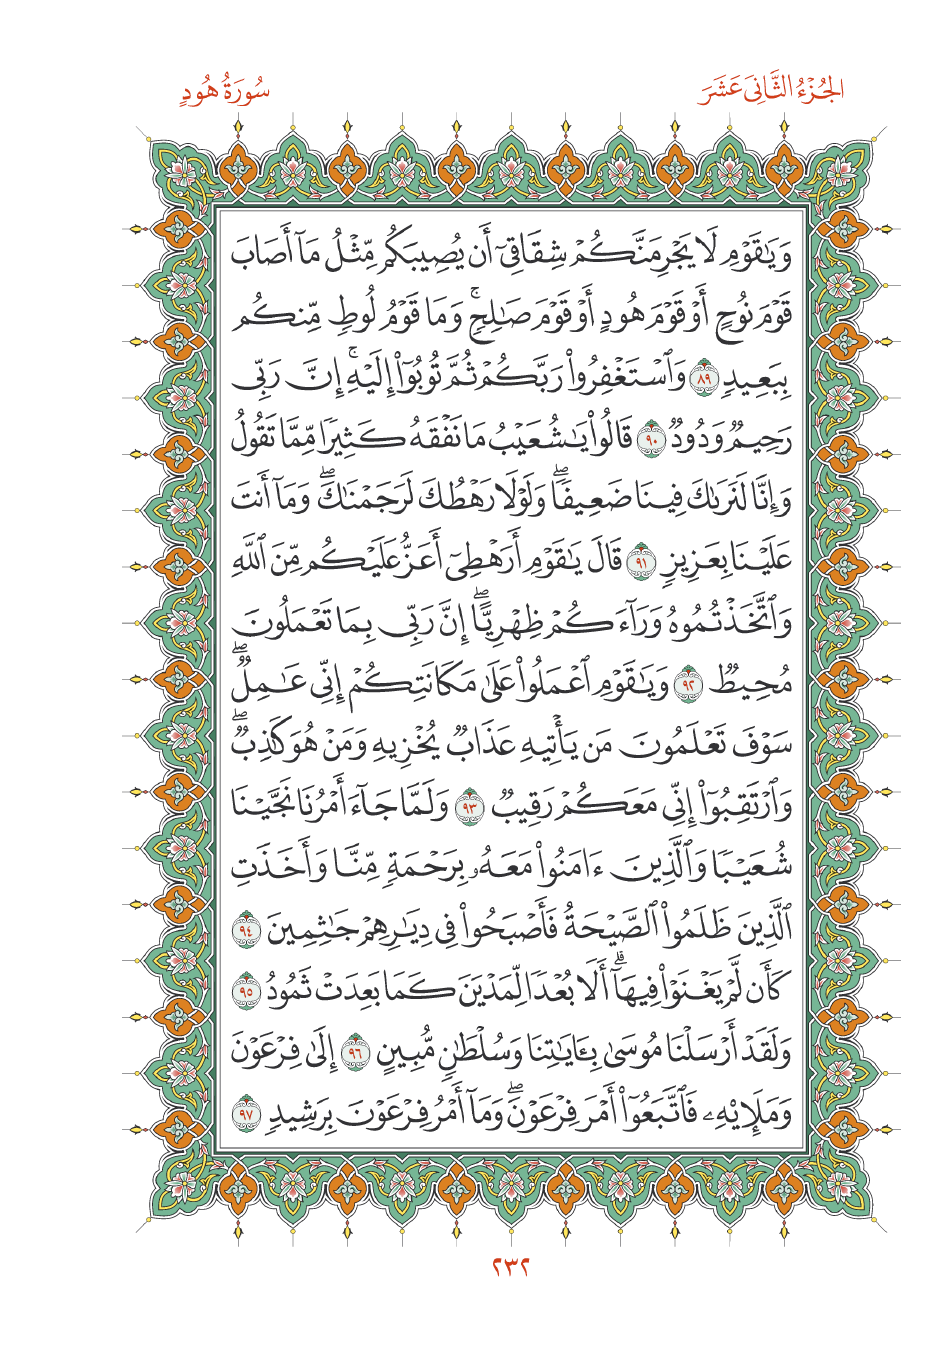 الجُزْءُ الثَّانِيَ عَشَرَ
سُورَةُ هُودٍ
وَيَٰقَوْمِ لَا يَجْرِمَنَّكُمْ شِقَاقِىٓ أَن يُصِيبَكُم مِّثْلُ مَآ أَصَابَ
قَوْمَ نُوحٍ أَوْ قَوْمَ هُودٍ أَوْ قَوْمَ صَٰلِحٍۚ وَمَا قَوْمُ لُوطٍ مِّنكُم
بِبَعِيدٍ ٨٩ وَٱسْتَغْفِرُوا۟ رَبَّكُمْ ثُمَّ تُوبُوٓا۟ إِلَيْهِۚ إِنَّ رَبِّى
رَحِيمٌ وَدُودٌ ٩٠ قَالُوا۟ يَٰشُعَيْبُ مَا نَفْقَهُ كَثِيرًا مِّمَّا تَقُولُ
وَإِنَّا لَنَرَىٰكَ فِينَا ضَعِيفًاۖ وَلَوْلَا رَهْطُكَ لَرَجَمْنَٰكَۖ وَمَآ أَنتَ
عَلَيْنَا بِعَزِيزٍ ٩١ قَالَ يَٰقَوْمِ أَرَهْطِىٓ أَعَزُّ عَلَيْكُم مِّنَ ٱللَّهِ
وَٱتَّخَذْتُمُوهُ وَرَآءَكُمْ ظِهْرِيًّاۖ إِنَّ رَبِّى بِمَا تَعْمَلُونَ
مُحِيطٌ ٩٢ وَيَٰقَوْمِ ٱعْمَلُوا۟ عَلَىٰ مَكَانَتِكُمْ إِنِّى عَٰمِلٌۖ
سَوْفَ تَعْلَمُونَ مَن يَأْتِيهِ عَذَابٌ يُخْزِيهِ وَمَنْ هُوَ كَٰذِبٌۖ
وَٱرْتَقِبُوٓا۟ إِنِّى مَعَكُمْ رَقِيبٌ ٩٣ وَلَمَّا جَآءَ أَمْرُنَا نَجَّيْنَا
شُعَيْبًا وَٱلَّذِينَ ءَامَنُوا۟ مَعَهُۥ بِرَحْمَةٍ مِّنَّا وَأَخَذَتِ
ٱلَّذِينَ ظَلَمُوا۟ ٱلصَّيْحَةُ فَأَصْبَحُوا۟ فِى دِيَٰرِهِمْ جَٰثِمِينَ ٩٤
كَأَن لَّمْ يَغْنَوْا۟ فِيهَآۗ أَلَا بُعْدًا لِّمَدْيَنَ كَمَا بَعِدَتْ ثَمُودُ ٩٥
وَلَقَدْ أَرْسَلْنَا مُوسَىٰ بِـَٔايَٰتِنَا وَسُلْطَٰنٍ مُّبِينٍ ٩٦ إِلَىٰ فِرْعَوْنَ
وَمَلَإِي۟هِۦ فَٱتَّبَعُوٓا۟ أَمْرَ فِرْعَوْنَۖ وَمَآ أَمْرُ فِرْعَوْنَ بِرَشِيدٍ ٩٧
٢٣٢